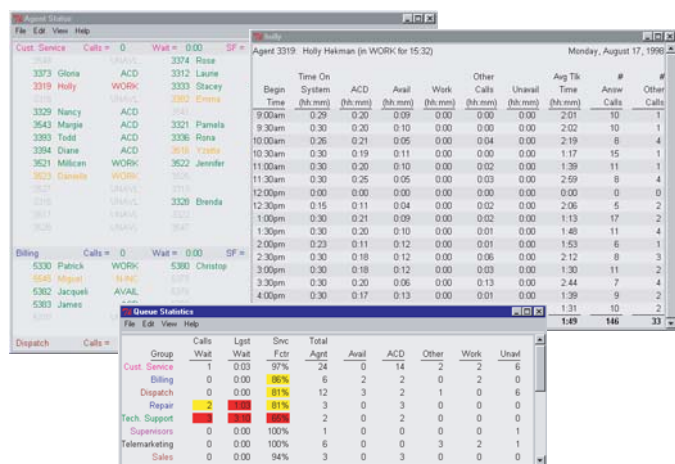 Agent Status
File Edit View Help
Cust. Service Calls = 0 Wait = 0:00 SF =
UNAVL 3374 Rose
3373 Gloria ACD 3312 Laurie
3319 Holly WORK 3333 Stacey
UNAVL Emma
3329 Nancy ACD
3543 Margie ACD 3321 Pamela
3393 Todd ACD 3336 Rona
3394 Diane ACD Yzetta
3521 Millicen WORK 3522 Jennifer
3523 Danielle WORK
UNAVL
UNAVL 3328 Brenda
UNAVL
UNAVL
Billing Calls = 0 Wait = 0:00 SF =
5330 Patrick WORK 5380 Christop
Miguel N-INC
5382 Jacqueli AVAIL
5383 James
Dispatch Calls =
holly
Agent 3319: Holly Hekman (in WORK for 15:32) Monday, August 17, 1998
Time On Other Avg Tlk # #
Begin System ACD Avail Work Calls Unavail Time Answ Other
Time (hh:mm) (hh:mm) (hh:mm) (hh:mm) (hh:mm) (hh:mm) (hh:mm) Calls Calls
9:00am 0:29 0:20 0:09 0:00 0:00 0:00 2:01 10 1
9:30am 0:30 0:20 0:10 0:00 0:00 0:00 2:02 10 1
10:00am 0:26 0:21 0:05 0:00 0:04 0:00 2:19 8 4
10:30am 0:30 0:19 0:11 0:00 0:00 0:00 1:17 15 1
11:00am 0:30 0:20 0:10 0:00 0:02 0:00 1:39 11 1
11:30am 0:30 0:25 0:05 0:00 0:03 0:00 2:59 8 4
12:00pm 0:00 0:00 0:00 0:00 0:00 0:00 0:00 0 0
12:30pm 0:15 0:11 0:04 0:00 0:02 0:00 2:06 5 2
1:00pm 0:30 0:21 0:09 0:00 0:02 0:00 1:13 17 2
1:30pm 0:30 0:20 0:10 0:00 0:01 0:00 1:48 11 4
2:00pm 0:23 0:11 0:12 0:00 0:01 0:00 1:53 6 1
2:30pm 0:30 0:18 0:12 0:00 0:06 0:00 2:12 8 3
3:00pm 0:30 0:18 0:12 0:00 0:03 0:00 1:30 11 2
3:30pm 0:30 0:20 0:06 0:00 0:13 0:00 2:44 7 4
4:00pm 0:30 0:17 0:13 0:00 0:01 0:00 1:39 9 2
1:31 10 2
1:49 146 33
Queue Statistics
File Edit View Help
Calls Lgst Srvc Total
Group Wait Wait Fctr Agnt Avail ACD Other Work Unavl
Cust. Service 1 0:03 97% 24 0 14 2 2 6
Billing 0 0:00 86% 6 2 2 0 2 0
Dispatch 0 0:00 81% 12 3 2 1 0 6
Repair 2 1:03 81% 3 0 3 0 0 0
Tech. Support 3 3:10 65% 2 0 2 0 0 0
Supervisors 0 0:00 100% 1 0 0 0 0 1
Telemarketing 0 0:00 100% 6 0 0 3 2 1
Sales 0 0:00 94% 3 0 3 0 0 0